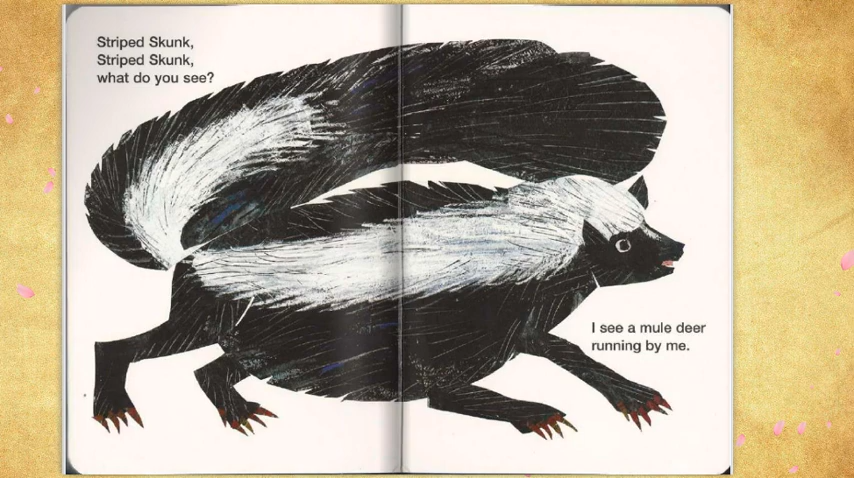 Striped Skunk,
Striped Skunk,
what do you see?
I see a mule deer
running by me.